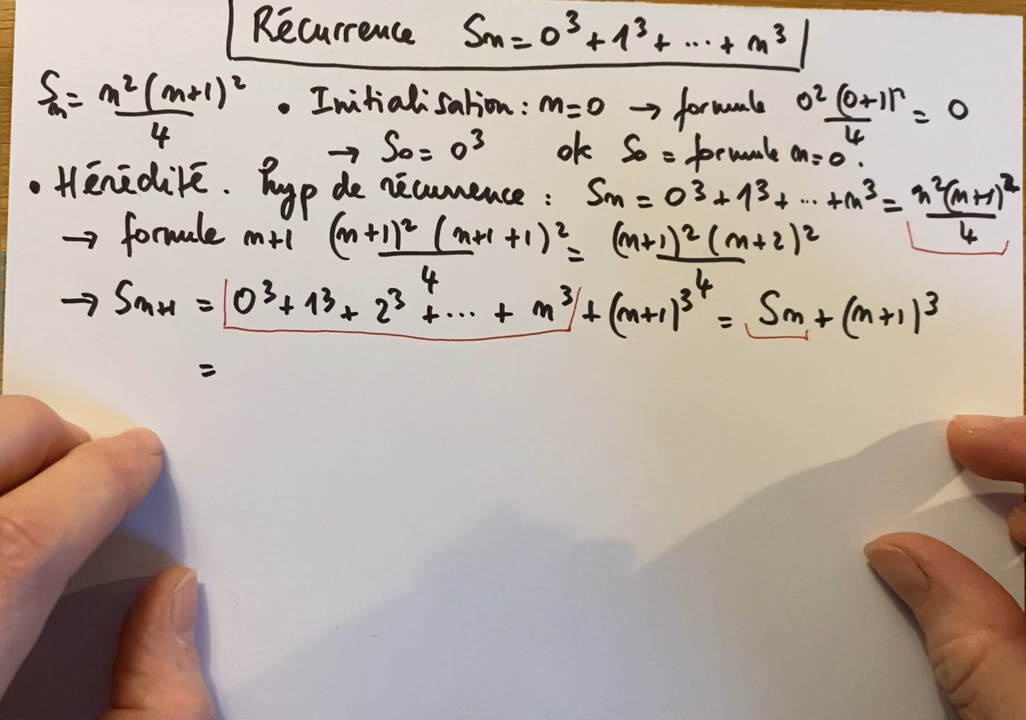 Récurrence Sn = 0³ + 1³ + ... + n³
Sn = n²(n+1)²/4 • Initialisation : n=0 → formule 0²(0+1)²/4 = 0
→ S0 = 0³ ok S0 = formule n=0.
• Hérédité. hyp de récurrence : Sn = 0³ + 1³ + ... + n³ = n²(n+1)²/4
→ formule n+1 (n+1)²(n+1+1)²/4 = (n+1)²(n+2)²/4
→ Sn+1 = 0³ + 1³ + 2³ + ... + n³ + (n+1)³ = Sn + (n+1)³
=